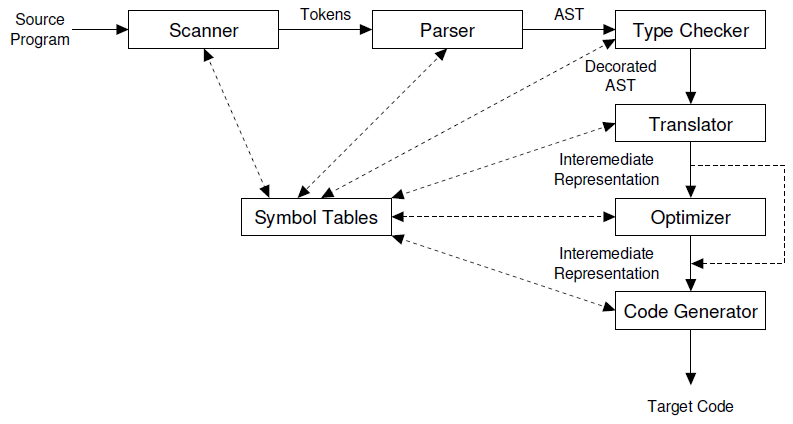 Source
Program
Scanner
Tokens
Parser
AST
Type Checker
Decorated
AST
Translator
Interemediate
Representation
Symbol Tables
Optimizer
Interemediate
Representation
Code Generator
Target Code